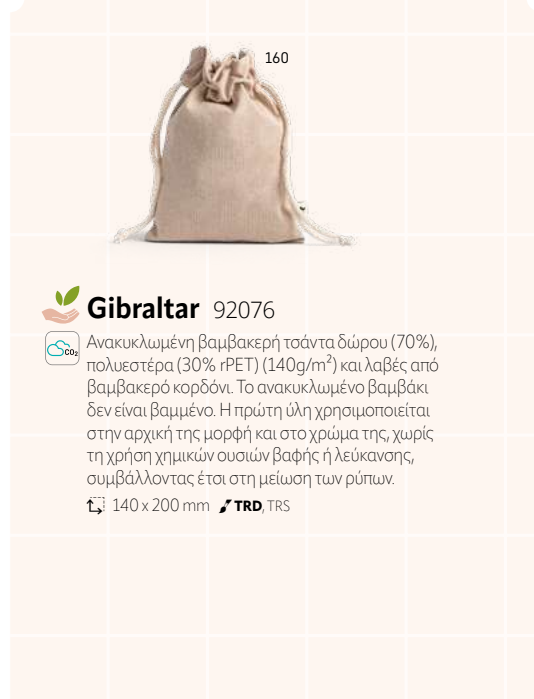 160
Gibraltar 92076
CO₂
Ανακυκλωμένη βαμβακερή τσάντα δώρου (70%),
πολυεστέρα (30% rPET) (140g/m²) και λαβές από
βαμβακερό κορδόνι. Το ανακυκλωμένο βαμβάκι
δεν είναι βαμμένο. Η πρώτη ύλη χρησιμοποιείται
στην αρχική της μορφή και στο χρώμα της, χωρίς
τη χρήση χημικών ουσιών βαφής ή λεύκανσης,
συμβάλλοντας έτσι στη μείωση των ρύπων.
140 x 200 mm TRD, TRS